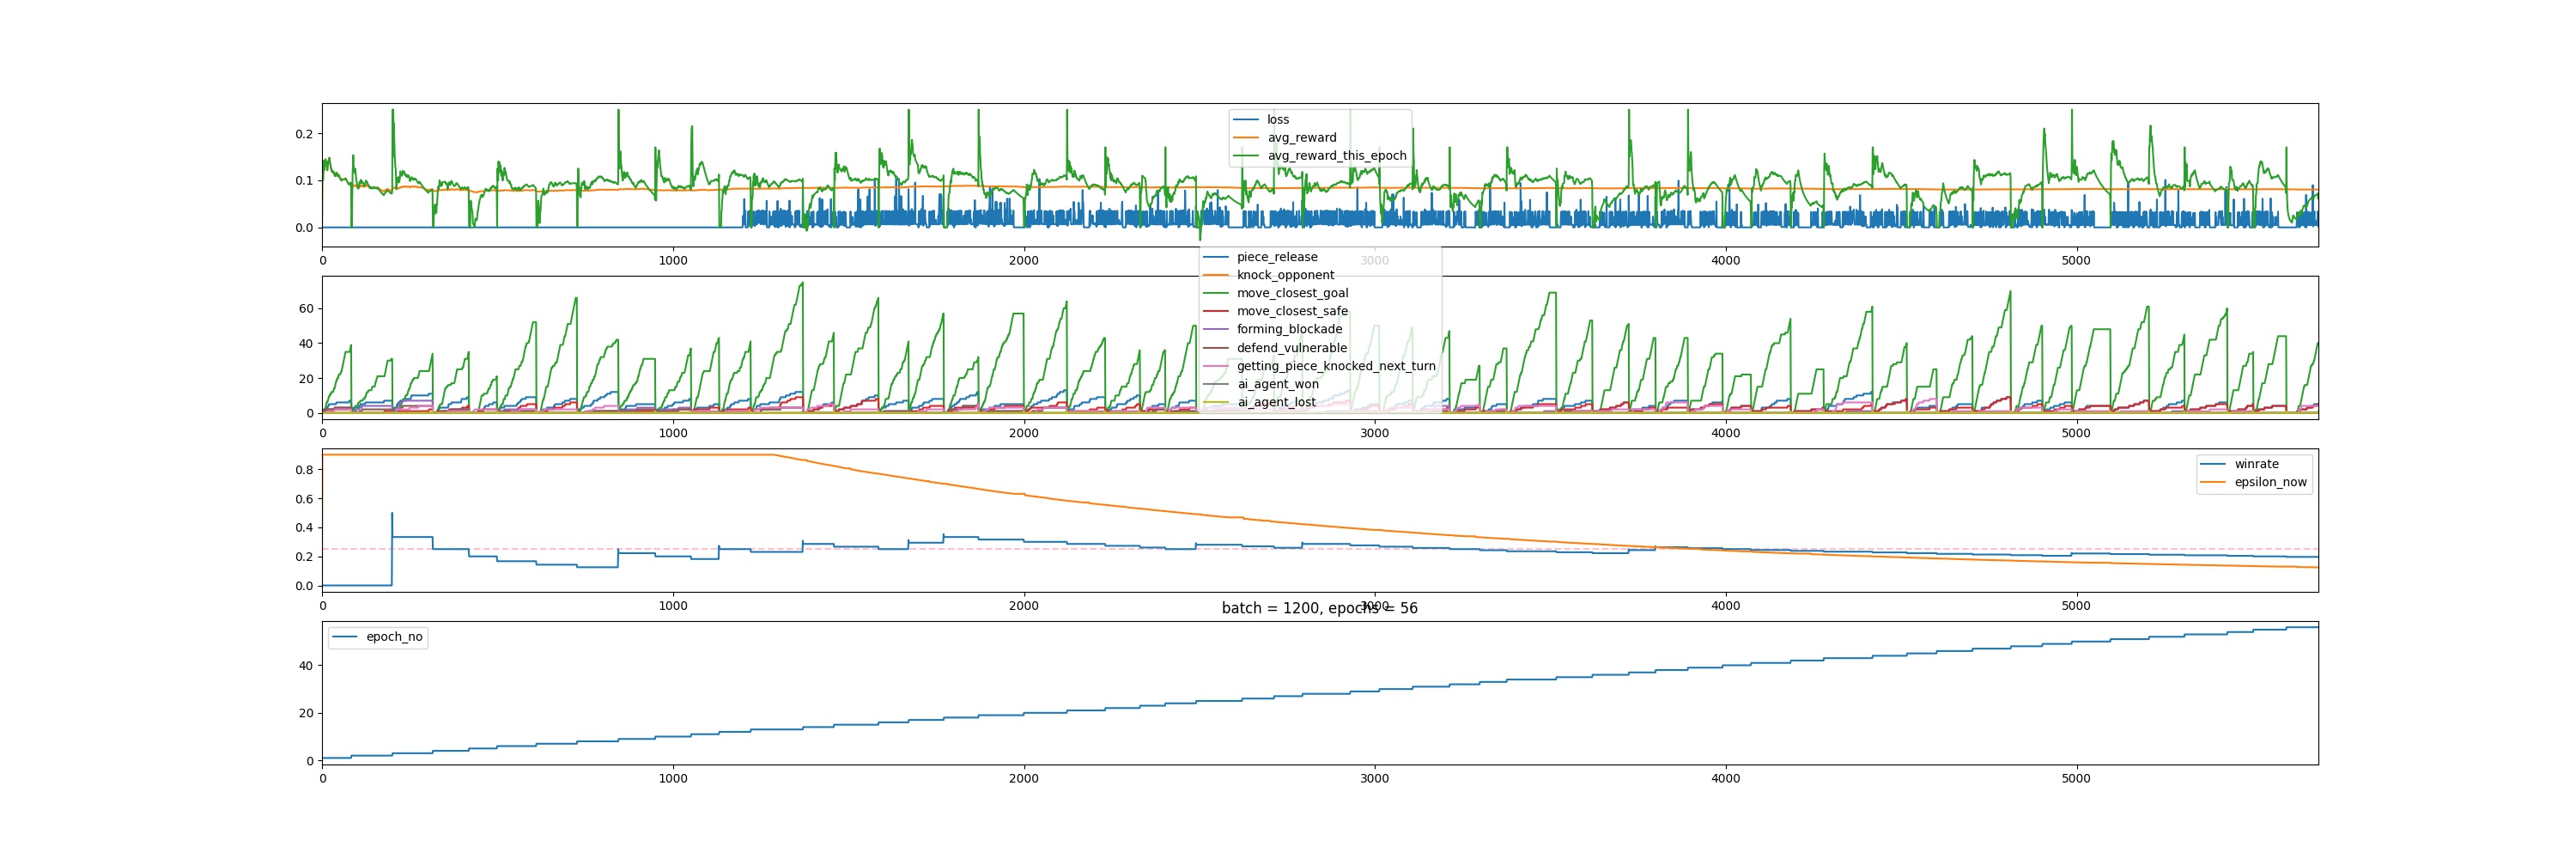 0.2
0.1
0.0
loss
avg_reward
avg_reward_this_epoch
0 1000 2000 3000 4000 5000
60
40
20
0
piece_release
knock_opponent
move_closest_goal
move_closest_safe
forming_blockade
defend_vulnerable
getting_piece_knocked_next_turn
ai_agent_won
ai_agent_lost
0 1000 2000 3000 4000 5000
0.8
0.6
0.4
0.2
0.0
winrate
epsilon_now
0 1000 2000 3000 4000 5000
batch = 1200, epochs = 56
epoch_no
40
20
0
0 1000 2000 3000 4000 5000